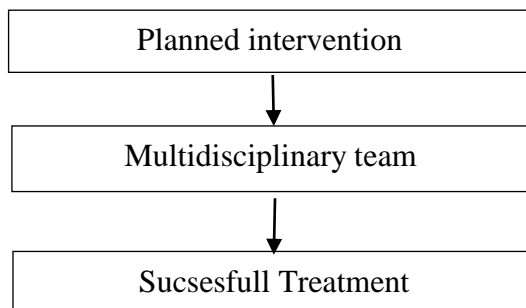 Planned intervention
Multidisciplinary team
Sucsesfull Treatment